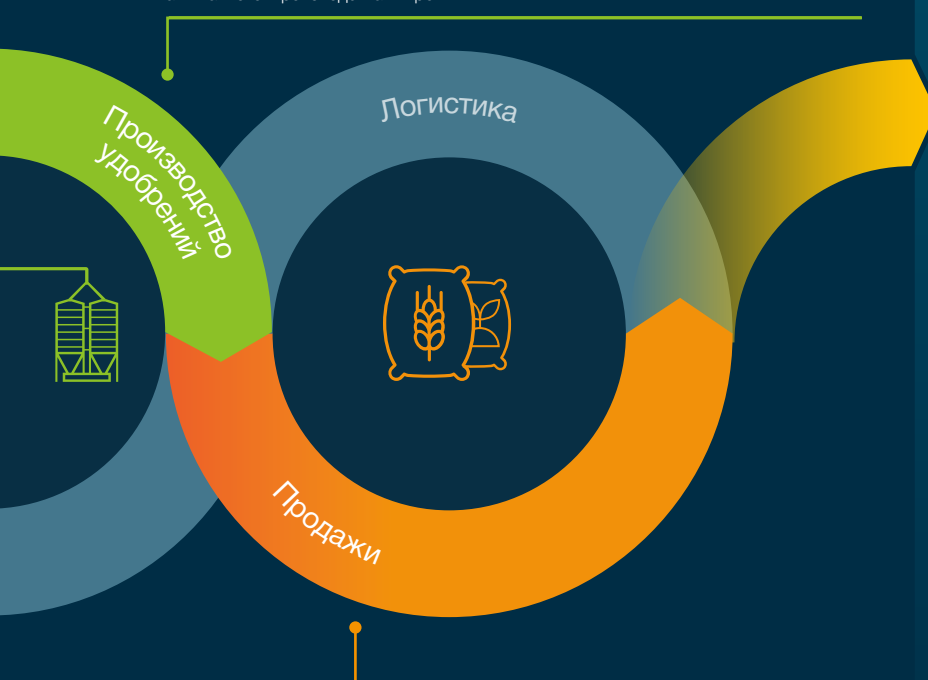 Логистика
Производство
удобрений
Продажи